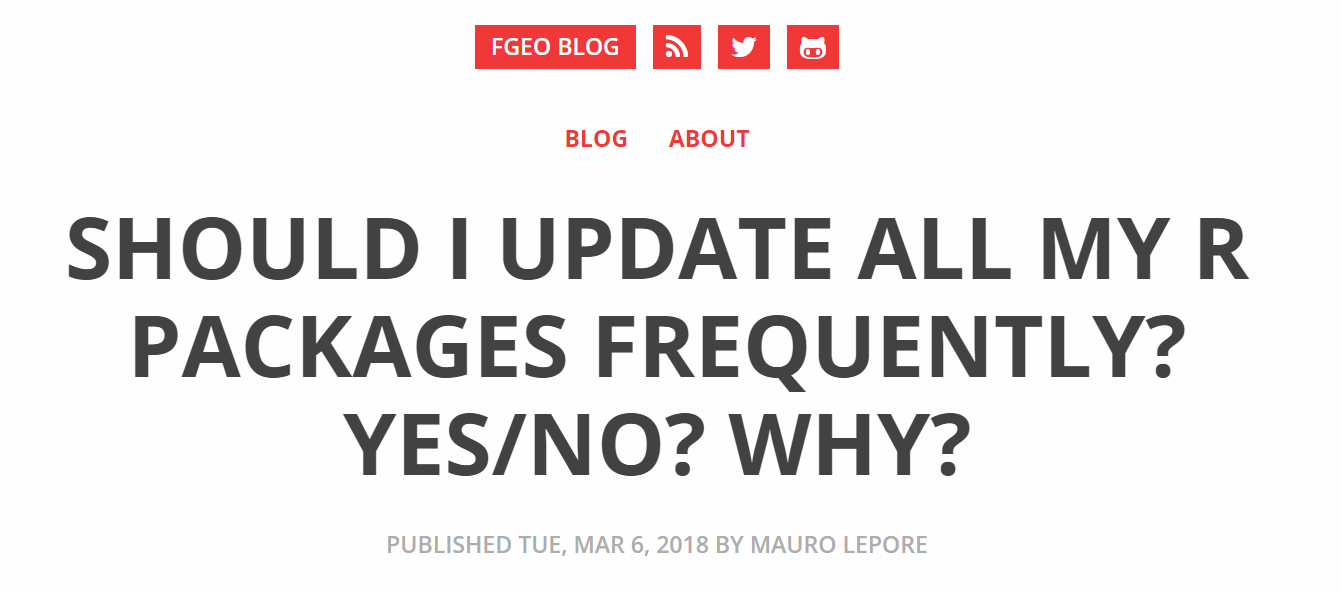 FGEO BLOG
BLOG ABOUT
SHOULD I UPDATE ALL MY R
PACKAGES FREQUENTLY?
YES/NO? WHY?
PUBLISHED TUE, MAR 6, 2018 BY MAURO LEPORE